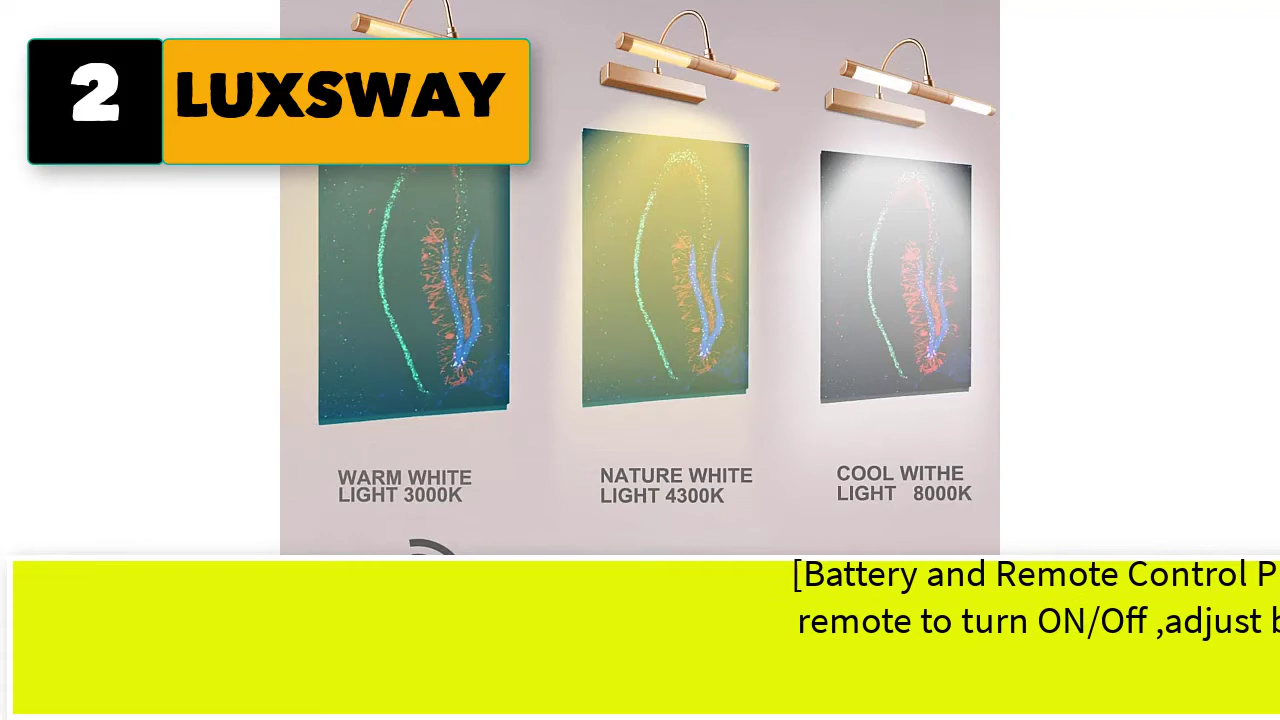 2 LUXSWAY
WARM WHITE
LIGHT 3000K
NATURE WHITE
LIGHT 4300K
COOL WITHE
LIGHT 8000K
[Battery and Remote Control P
remote to turn ON/Off ,adjust b